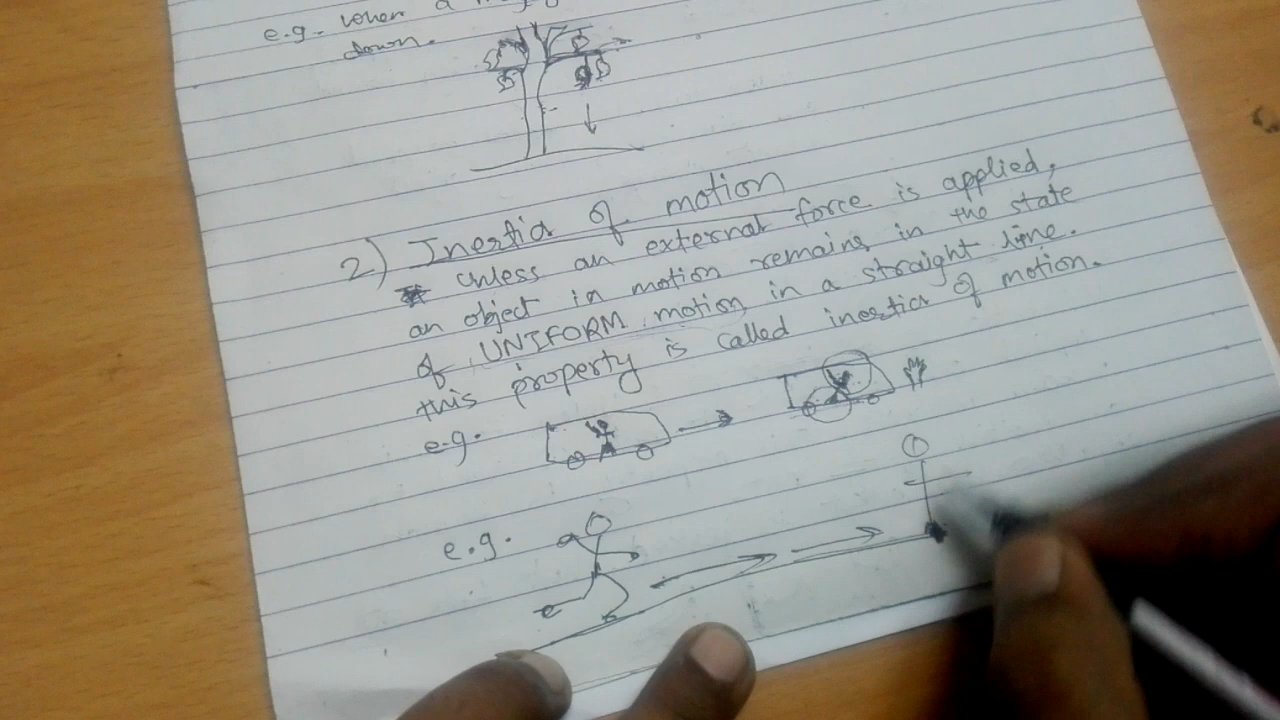 e.g. when a
down.
2) Inertia of motion
unless an external force is applied,
an object in motion remains in the state
of UNIFORM motion in a straight line.
this property is called inertia of motion.
e.g.
e.g.